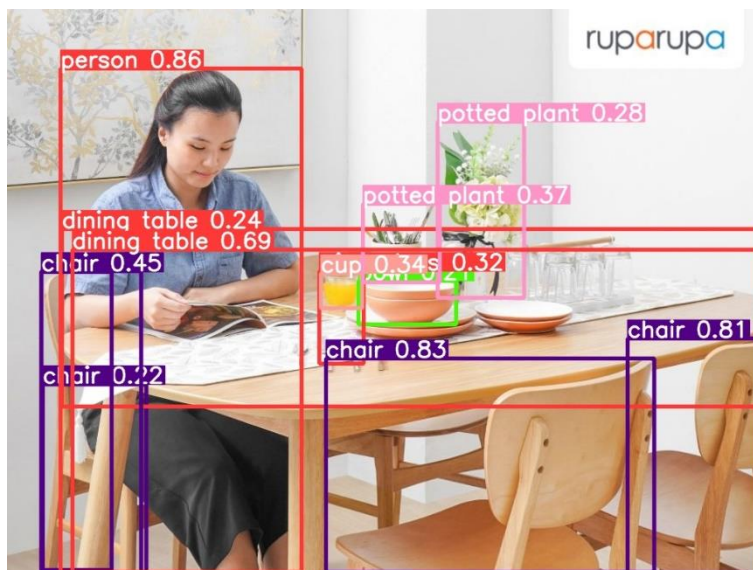 ruparupa
person 0.86
potted plant 0.28
potted plant 0.37
dining table 0.24
dining table 0.69
chair 0.45
cup 0.34
s 0.32
chair 0.81
chair 0.83
chair 0.22